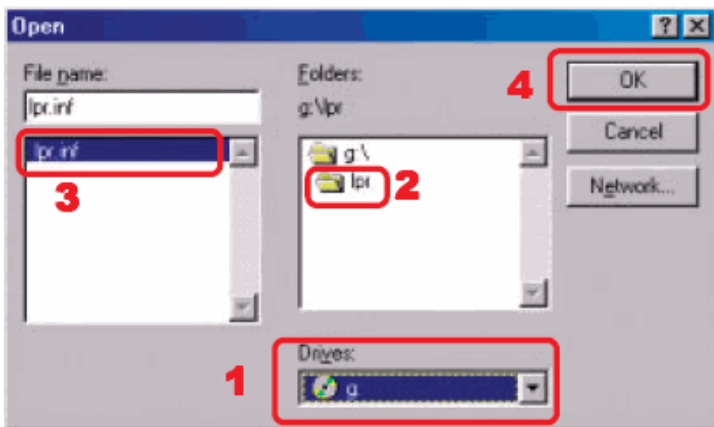 Open
File name:
lpr.inf
lpr.inf
3
Folders:
g:\lpr
g:\
lpr
2
Drives:
g:
1
4
OK
Cancel
Network...